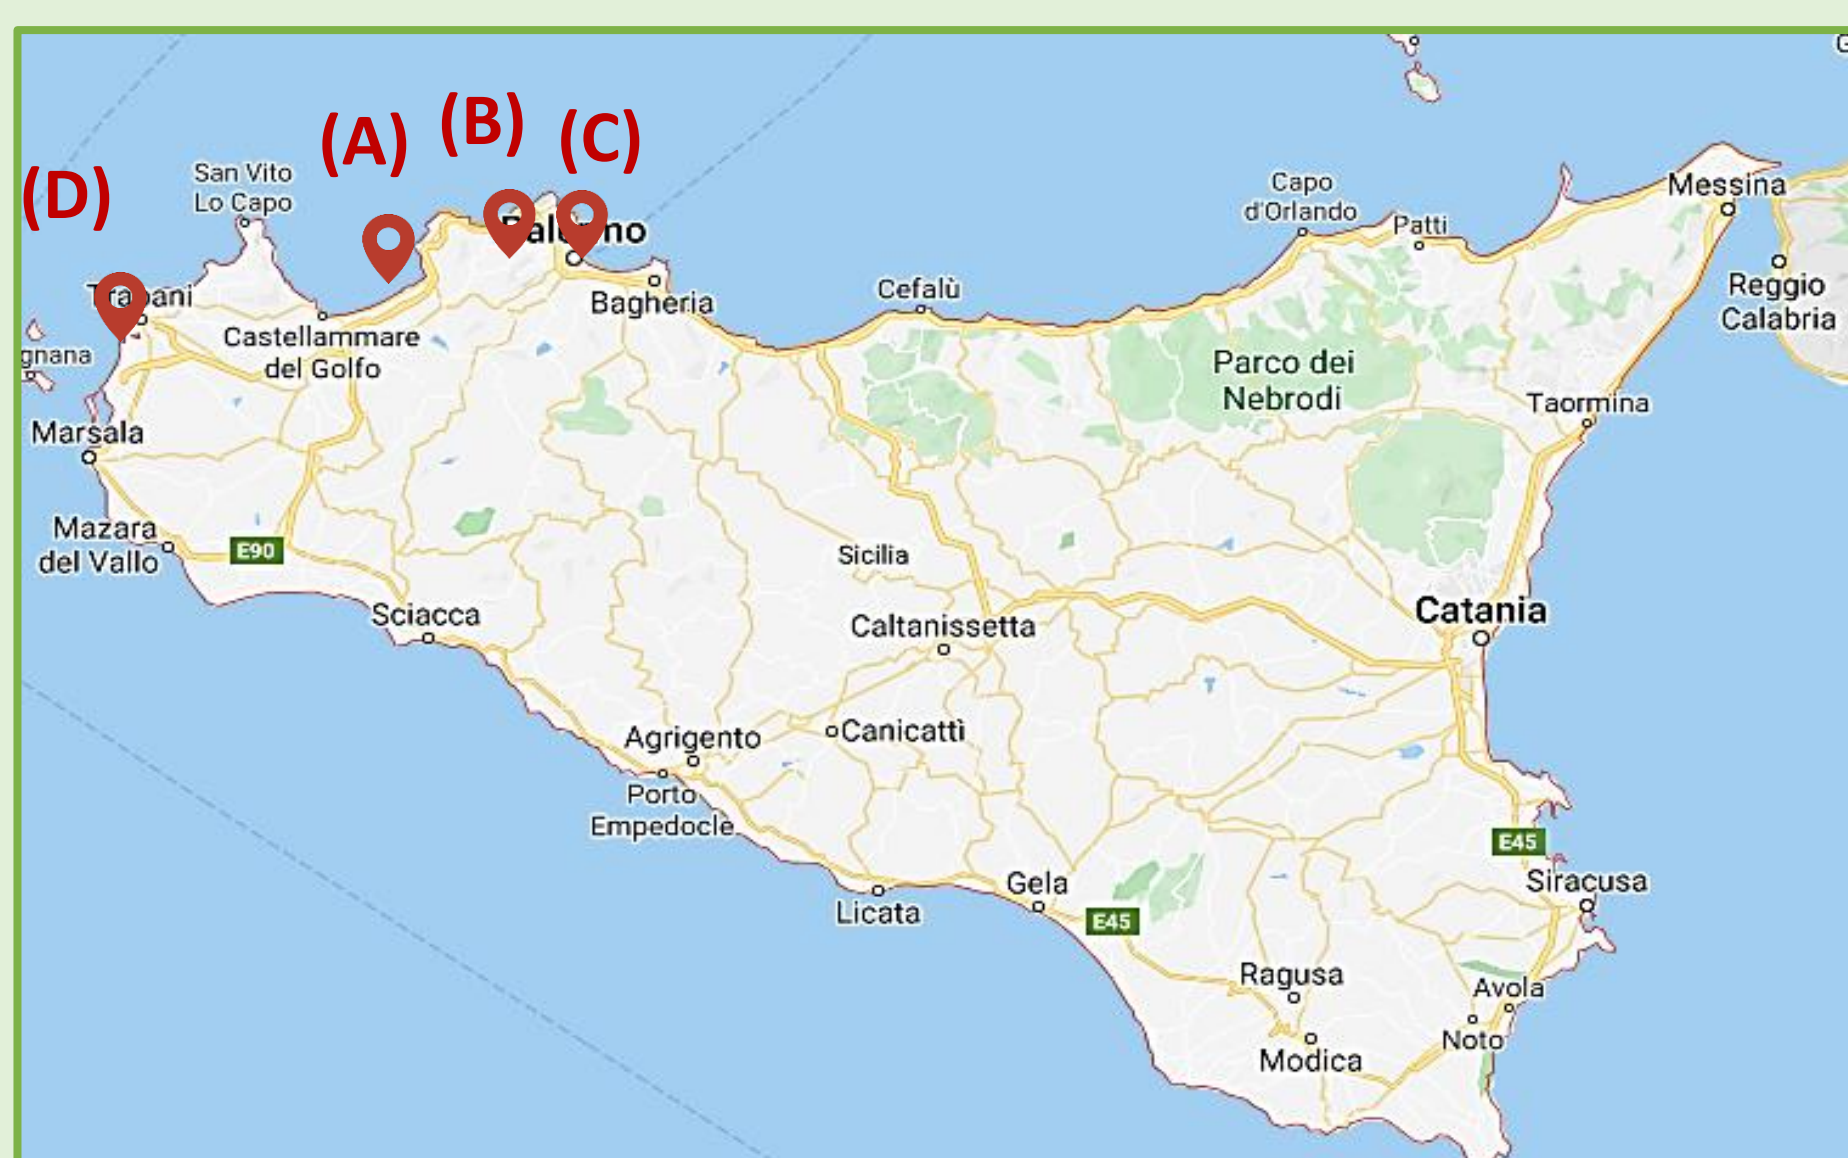 (A)
(B)
(C)
(D)
San Vito
Lo Capo
Palermo
Trapani
Bagheria
Castellammare
del Golfo
gnana
Marsala
Mazara
del Vallo
E90
Sciacca
Cefalù
Capo
d'Orlando
Patti
Messina
Reggio
Calabria
Parco dei
Nebrodi
Taormina
Sicilia
Caltanissetta
Catania
Agrigento
Canicattì
Porto
Empedocle
Licata
Gela
E45
E45
Siracusa
Ragusa
Avola
Noto
Modica